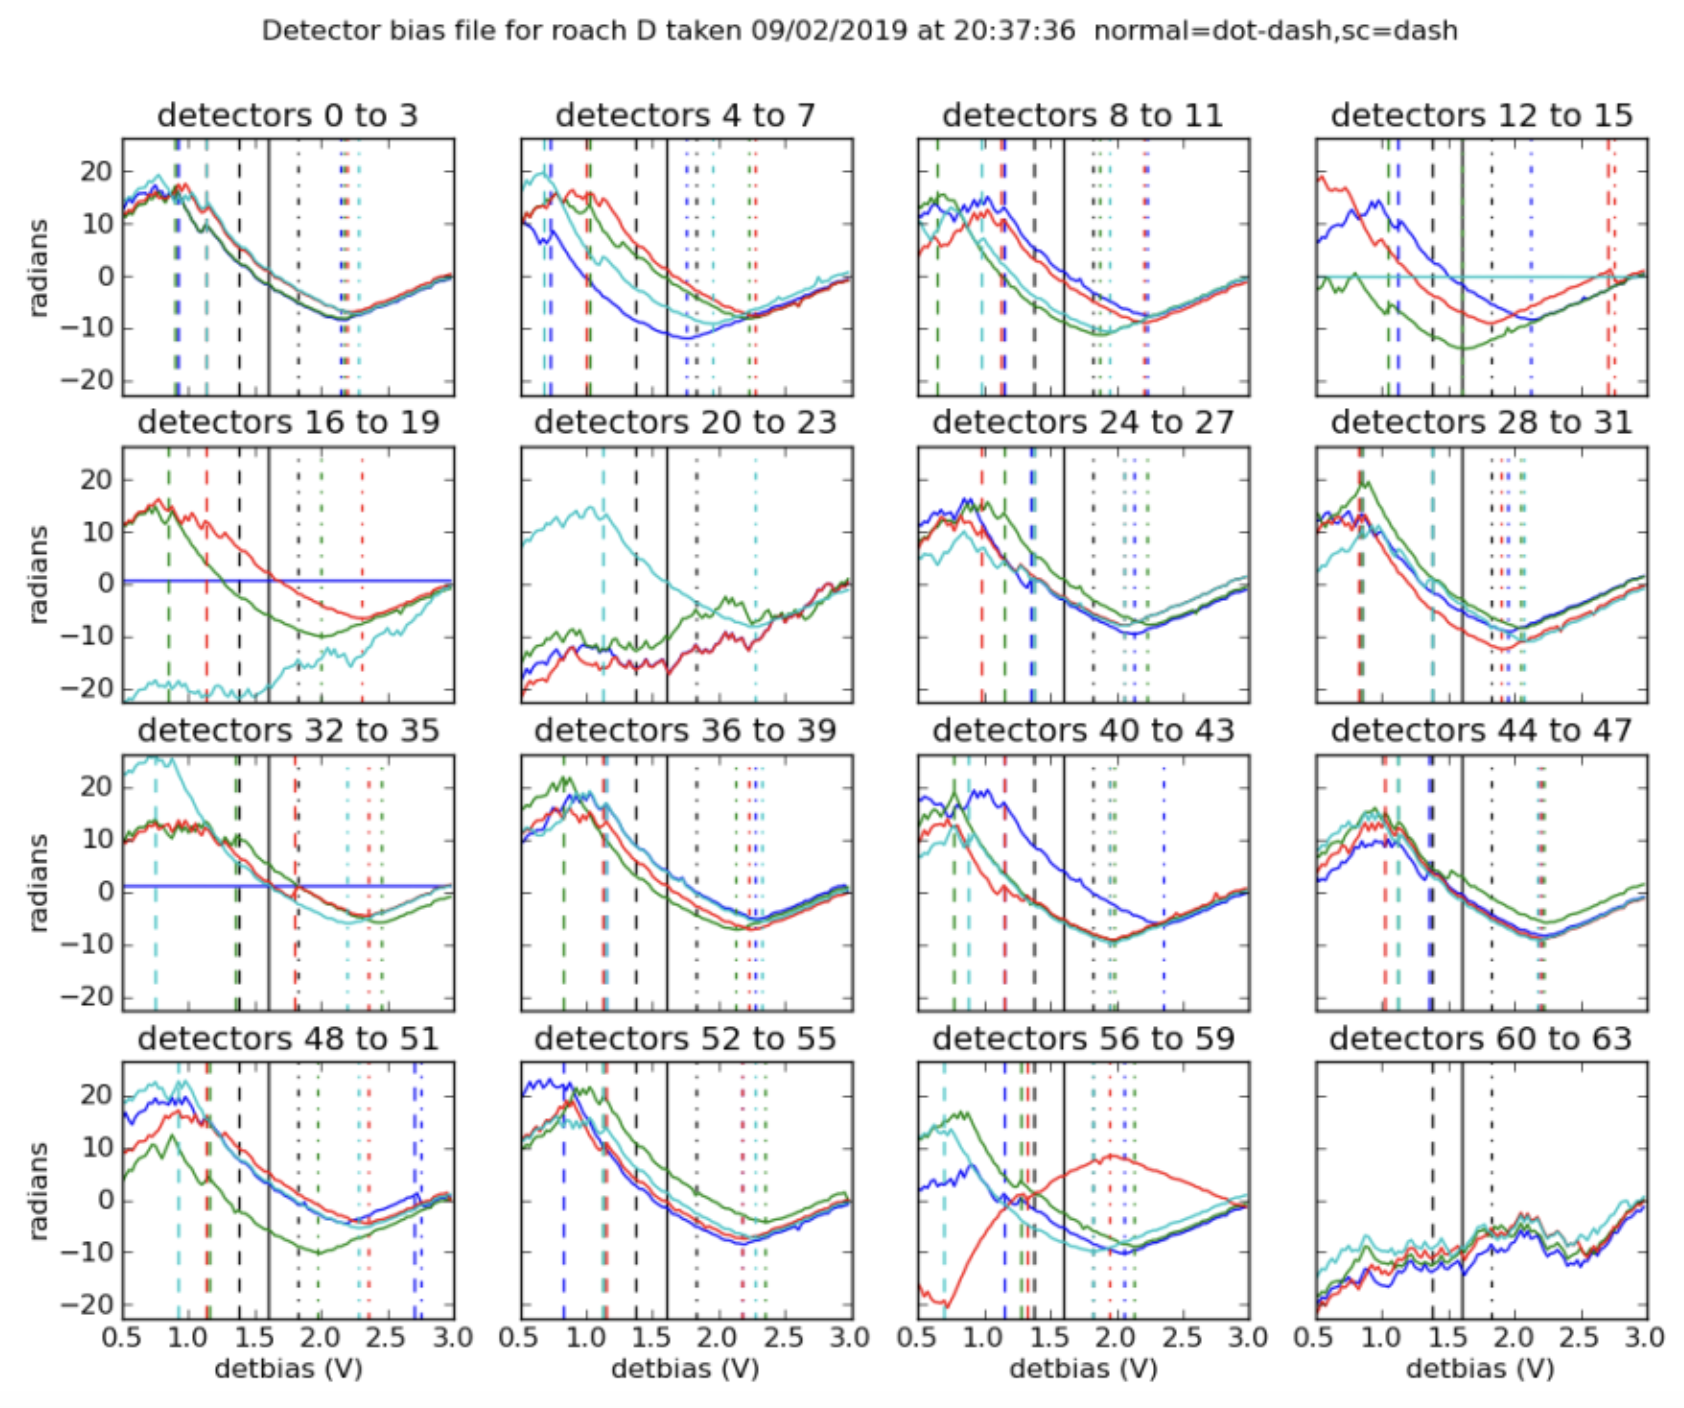 Detector bias file for roach D taken 09/02/2019 at 20:37:36  normal=dot-dash,sc=dash
detectors 0 to 3
detectors 4 to 7
detectors 8 to 11
detectors 12 to 15
radians
20
10
0
−10
−20
detectors 16 to 19
detectors 20 to 23
detectors 24 to 27
detectors 28 to 31
radians
20
10
0
−10
−20
detectors 32 to 35
detectors 36 to 39
detectors 40 to 43
detectors 44 to 47
radians
20
10
0
−10
−20
detectors 48 to 51
detectors 52 to 55
detectors 56 to 59
detectors 60 to 63
radians
20
10
0
−10
−20
0.5 1.0 1.5 2.0 2.5 3.0
0.5 1.0 1.5 2.0 2.5 3.0
0.5 1.0 1.5 2.0 2.5 3.0
0.5 1.0 1.5 2.0 2.5 3.0
detbias (V)
detbias (V)
detbias (V)
detbias (V)